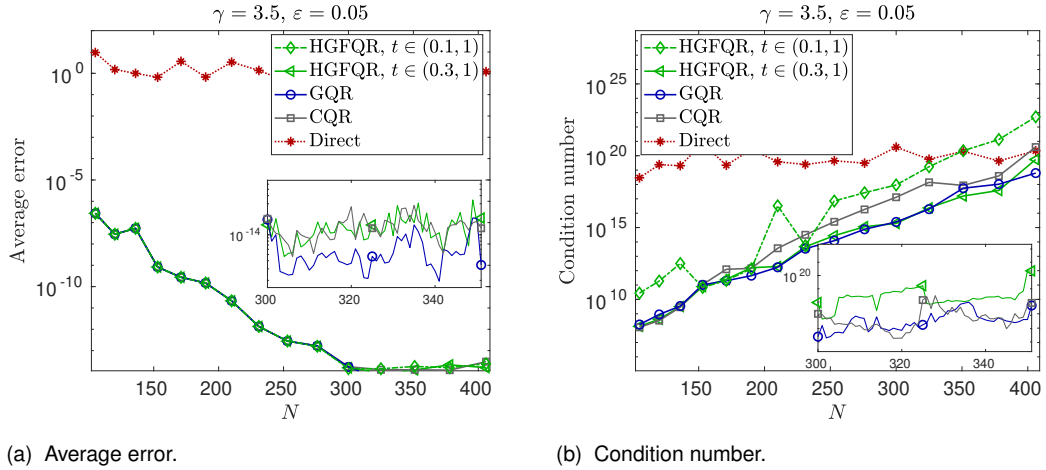 γ = 3.5, ε = 0.05
HGFQR, t ∈ (0.1, 1)
HGFQR, t ∈ (0.3, 1)
GQR
CQR
Direct
Average error
10^0
10^-5
10^-10
10^-14
300 320 340
150 200 250 300 350 400
N
(a) Average error.
γ = 3.5, ε = 0.05
HGFQR, t ∈ (0.1, 1)
HGFQR, t ∈ (0.3, 1)
GQR
CQR
Direct
Condition number
10^25
10^20
10^15
10^10
10^20
300 320 340
150 200 250 300 350 400
N
(b) Condition number.